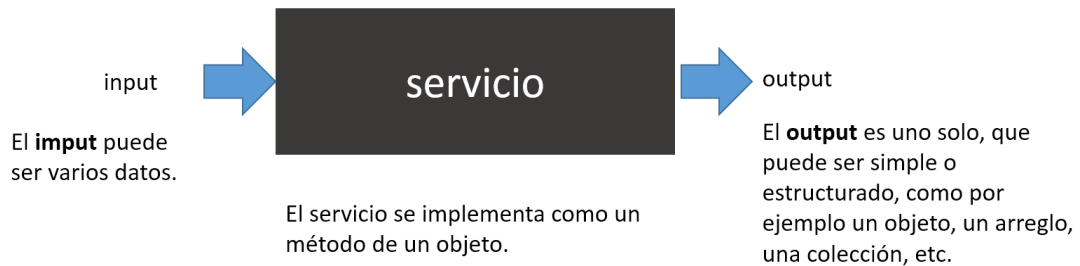 input
servicio
output
El imput puede
ser varios datos.
El servicio se implementa como un
método de un objeto.
El output es uno solo, que
puede ser simple o
estructurado, como por
ejemplo un objeto, un arreglo,
una colección, etc.